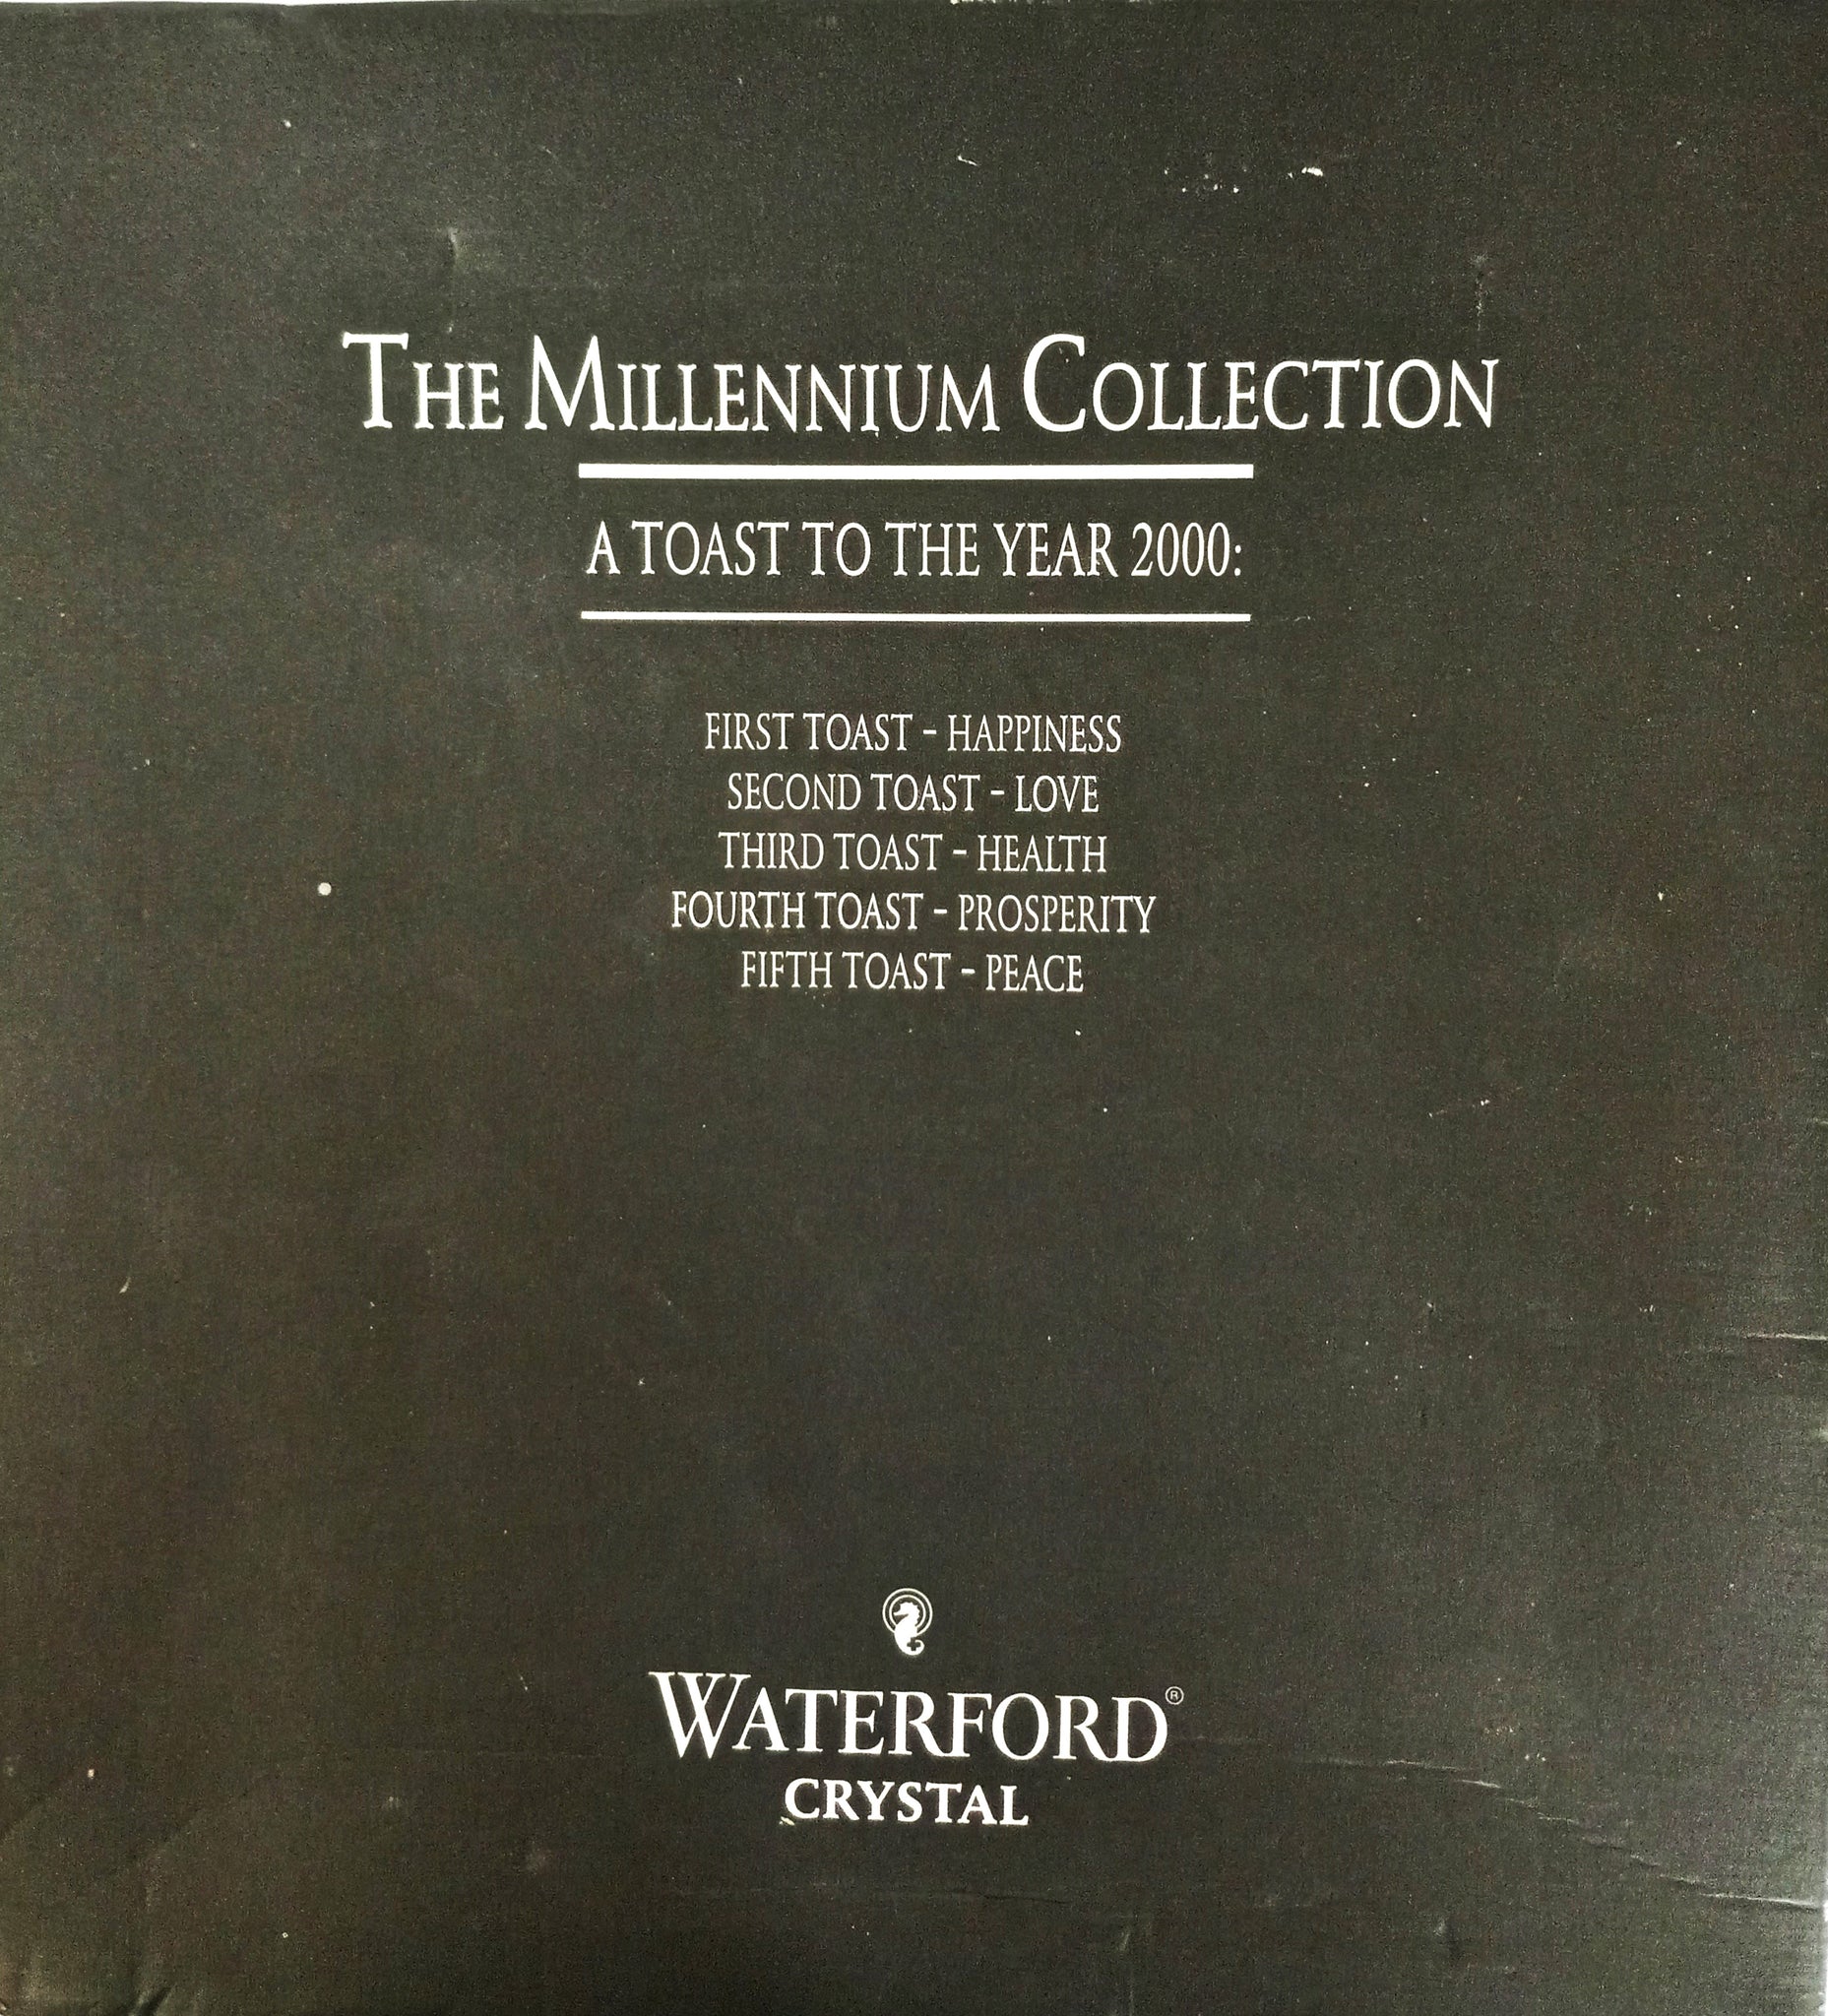 THE MILLENNIUM COLLECTION
A TOAST TO THE YEAR 2000:
FIRST TOAST - HAPPINESS
SECOND TOAST - LOVE
THIRD TOAST - HEALTH
FOURTH TOAST - PROSPERITY
FIFTH TOAST - PEACE
WATERFORD®
CRYSTAL